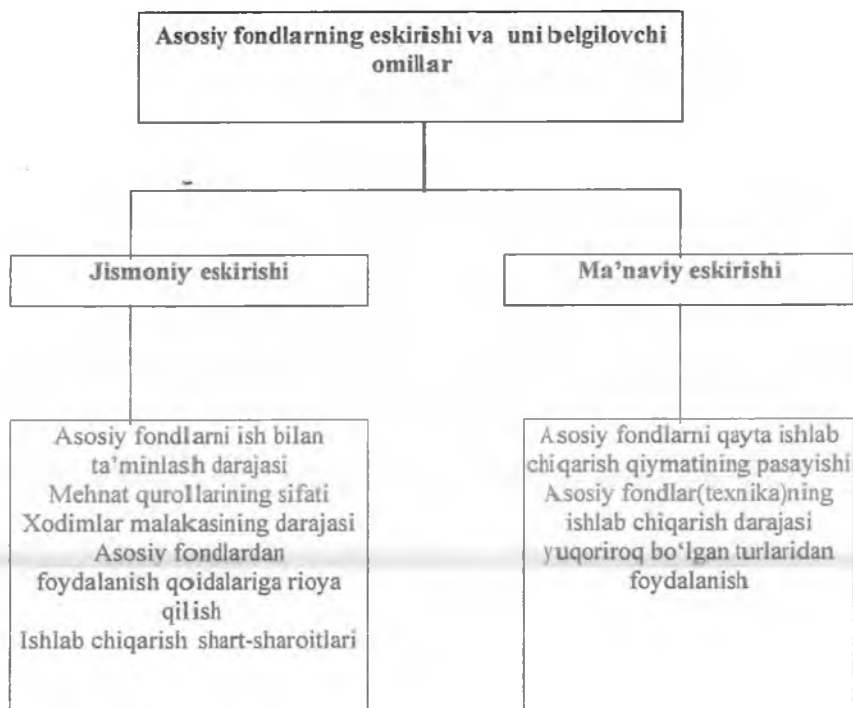 Asosiy fondlarning eskirishi va uni belgilovchi
omillar
Jismoniy eskirishi
Ma'naviy eskirishi
Asosiy fondlarni ish bilan
ta'minlash darajasi
Mehnat qurollarining sifati
Xodimlar malakasining darajasi
Asosiy fondlardan
foydalanish qoidalariga rioya
qilish
Ishlab chiqarish shart-sharoitlari
Asosiy fondlarni qayta ishlab
chiqarish qiymatining pasayishi
Asosiy fondlar(texnika)ning
ishlab chiqarish darajasi
yuqoriroq bo‘lgan turlaridan
foydalanish